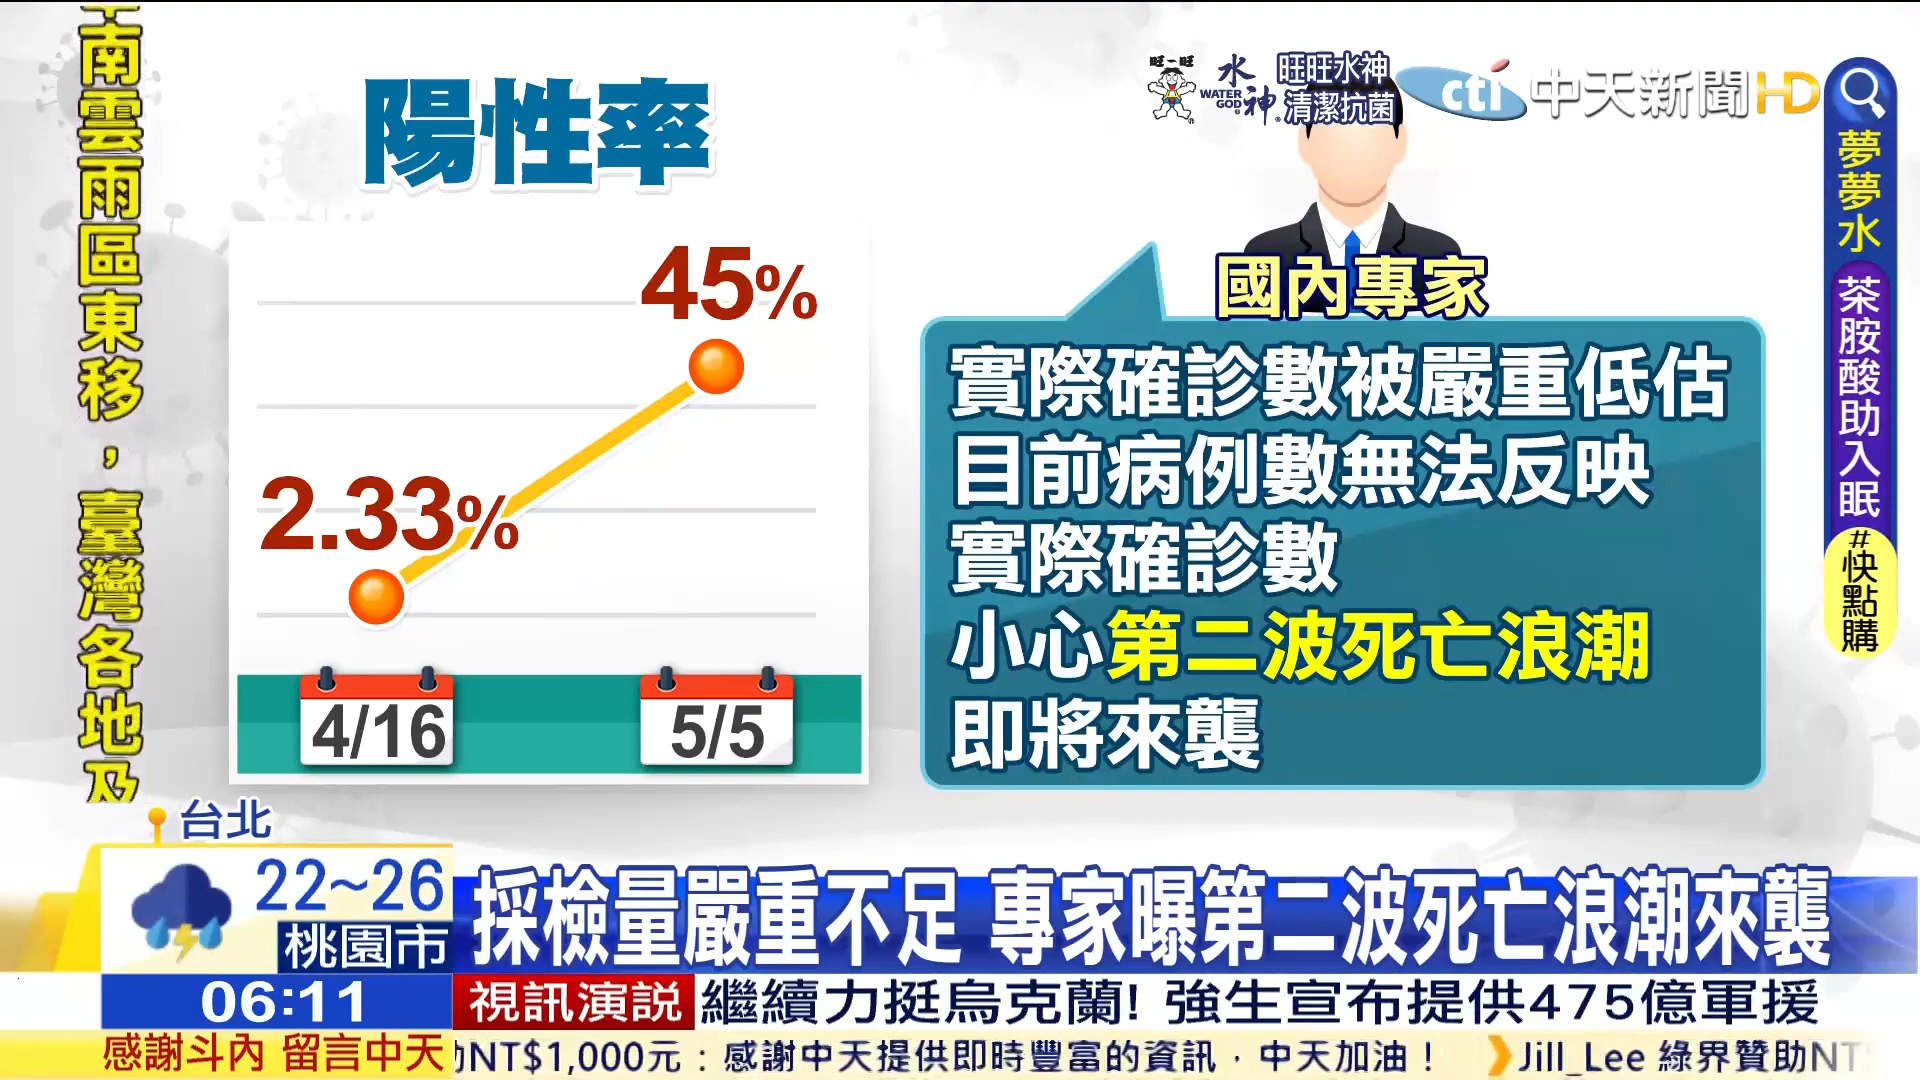 南雲雨區東移，臺灣各地及
陽性率
45%
2.33%
4/16
5/5
旺一旺
水神
WATER
GOD
旺旺水神
清潔抗菌
cti
中天新聞HD
國內專家
實際確診數被嚴重低估
目前病例數無法反映
實際確診數
小心第二波死亡浪潮
即將來襲
夢夢水
茶胺酸助入眠
#快點購
台北
22~26
桃園市
採檢量嚴重不足 專家曝第二波死亡浪潮來襲
06:11
視訊演説
繼續力挺烏克蘭! 強生宣布提供475億軍援
感謝斗內 留言中天
NT$1,000元：感謝中天提供即時豐富的資訊，中天加油！
Jill_Lee 綠界贊助NT